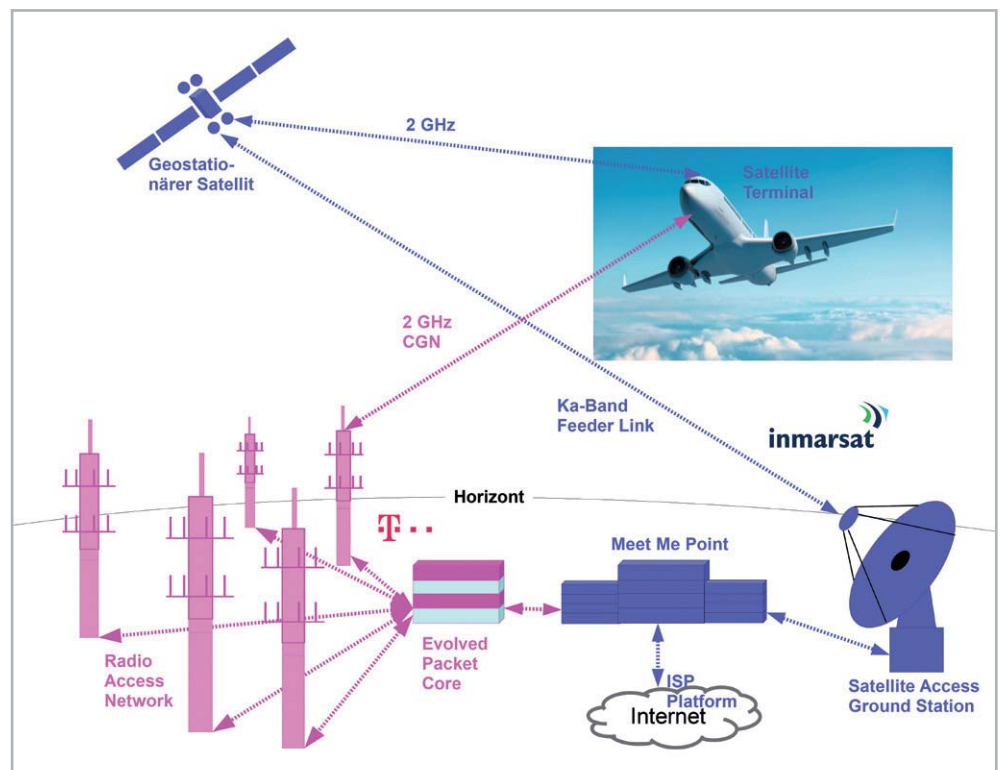 2 GHz
Geostatio-
närer Satellit
Satellite
Terminal
2 GHz
CGN
Ka-Band
Feeder Link
inmarsat
Horizont
T
Meet Me Point
Evolved
Packet
Core
Radio
Access
Network
ISP
Platform
Internet
Satellite Access
Ground Station